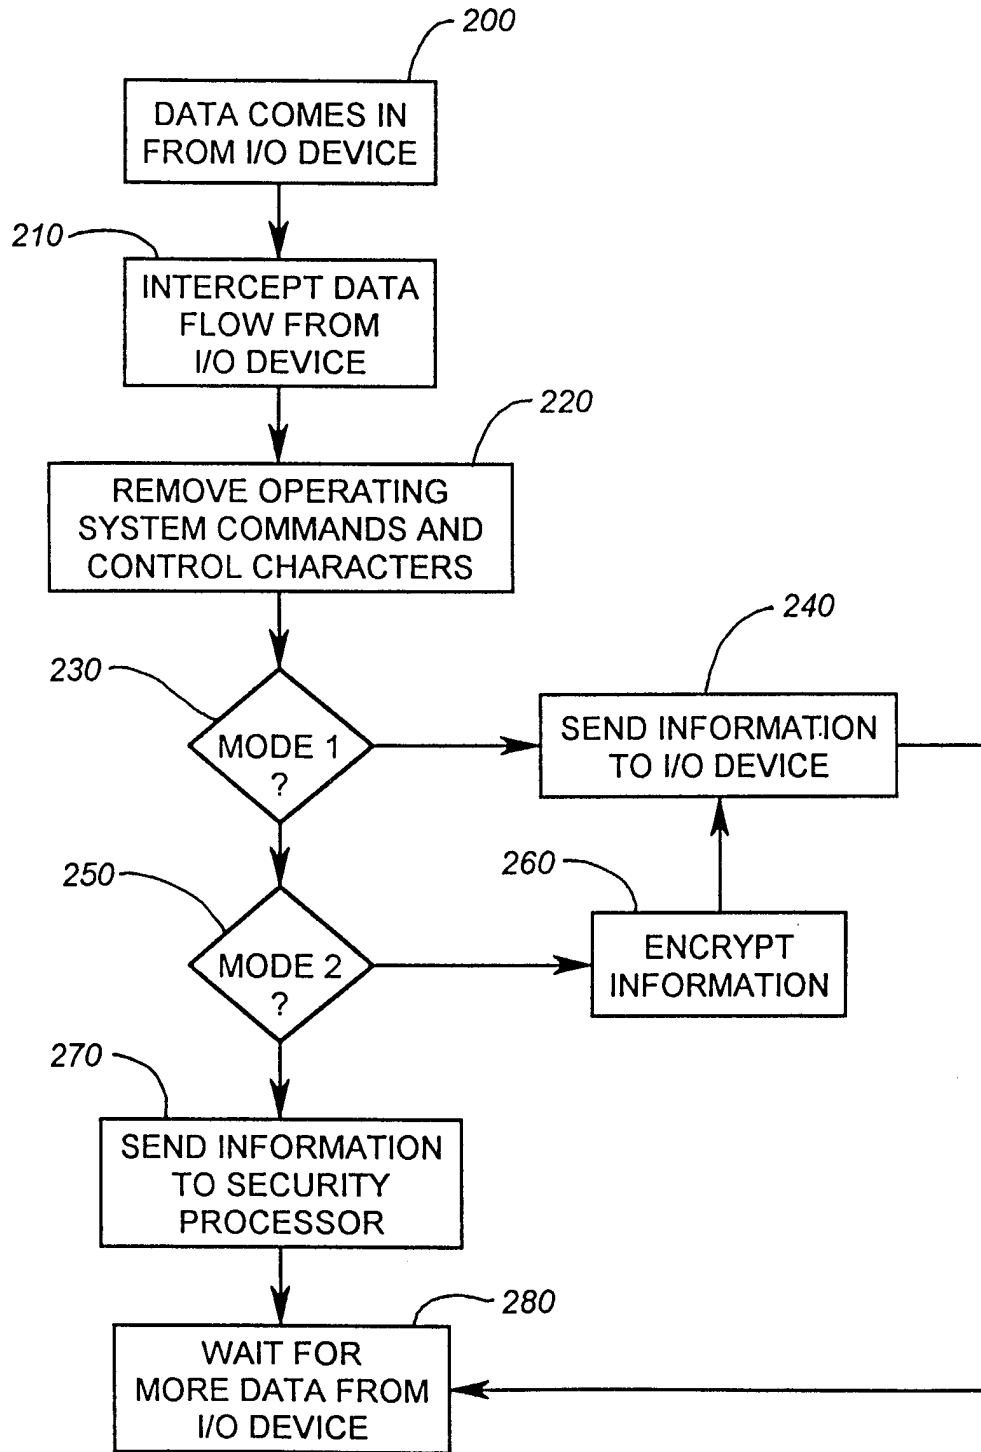 200
DATA COMES IN
FROM I/O DEVICE
210
INTERCEPT DATA
FLOW FROM
I/O DEVICE
220
REMOVE OPERATING
SYSTEM COMMANDS AND
CONTROL CHARACTERS
230
MODE 1
?
240
SEND INFORMATION
TO I/O DEVICE
250
MODE 2
?
260
ENCRYPT
INFORMATION
270
SEND INFORMATION
TO SECURITY
PROCESSOR
280
WAIT FOR
MORE DATA FROM
I/O DEVICE